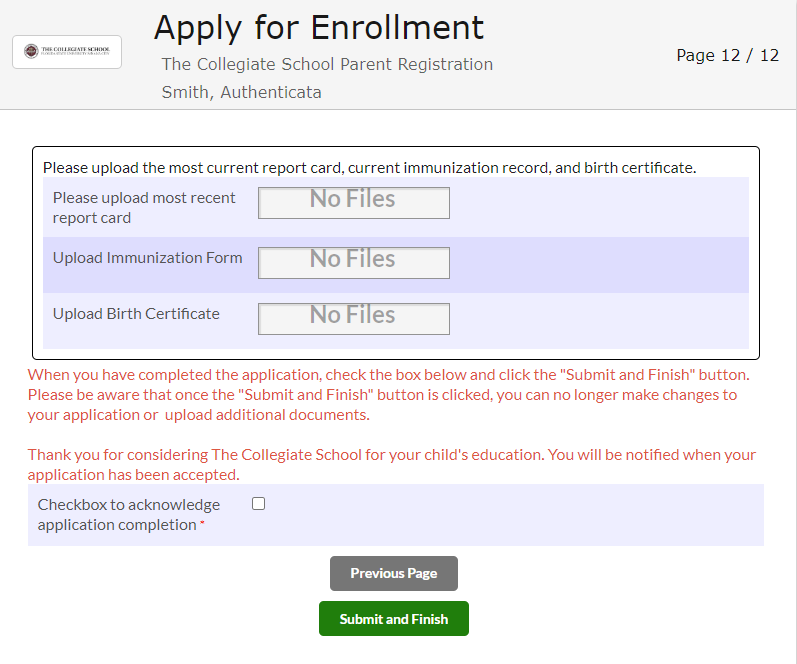 Apply for Enrollment
THE COLLEGIATE SCHOOL
The Collegiate School Parent Registration
Page 12 / 12
Smith, Authenticata
Please upload the most current report card, current immunization record, and birth certificate.
Please upload most recent
report card
No Files
Upload Immunization Form
No Files
Upload Birth Certificate
No Files
When you have completed the application, check the box below and click the "Submit and Finish" button.
Please be aware that once the "Submit and Finish" button is clicked, you can no longer make changes to
your application or upload additional documents.
Thank you for considering The Collegiate School for your child's education. You will be notified when your
application has been accepted.
Checkbox to acknowledge
application completion *
Previous Page
Submit and Finish